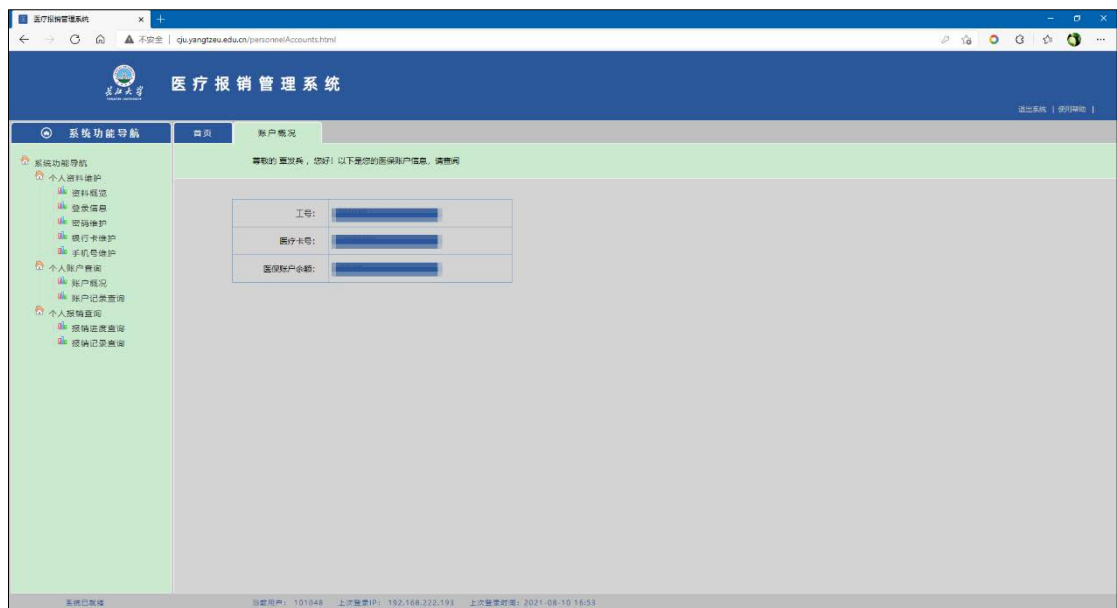 医疗报销管理系统
不安全 | cju.yangtzeu.edu.cn/personnelAccounts.html
长江大学
YANGTZE UNIVERSITY
医疗报销管理系统
退出系统 | 使用帮助 |
系统功能导航
首页
账户概况
尊敬的 覃发兵 ，您好！以下是您的医保账户信息，请查阅
系统功能导航
个人资料维护
资料概览
登录信息
密码维护
银行卡维护
手机号维护
个人账户查询
账户概况
账户记录查询
个人报销查询
报销进度查询
报销记录查询
工号：
医疗卡号：
医保账户余额：
系统已就绪
当前用户： 101048 上次登录IP： 192.168.222.193 上次登录时间：2021-08-10 16:53